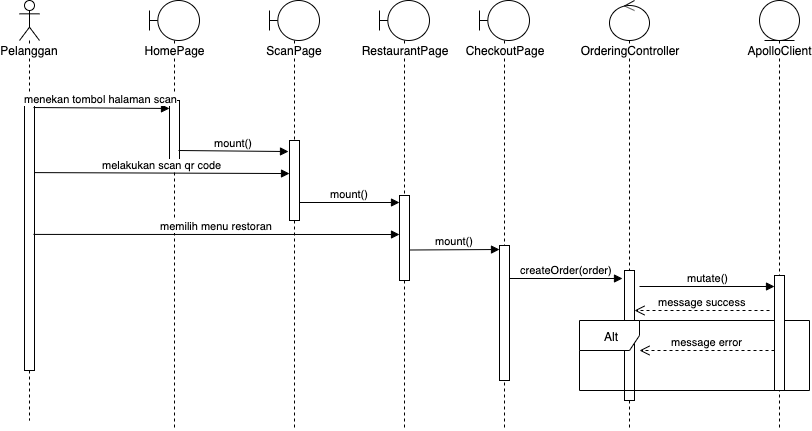 Pelanggan
HomePage
ScanPage
RestaurantPage
CheckoutPage
OrderingController
ApolloClient
menekan tombol halaman scan
mount()
melakukan scan qr code
mount()
memilih menu restoran
mount()
createOrder(order)
mutate()
message success
Alt
message error